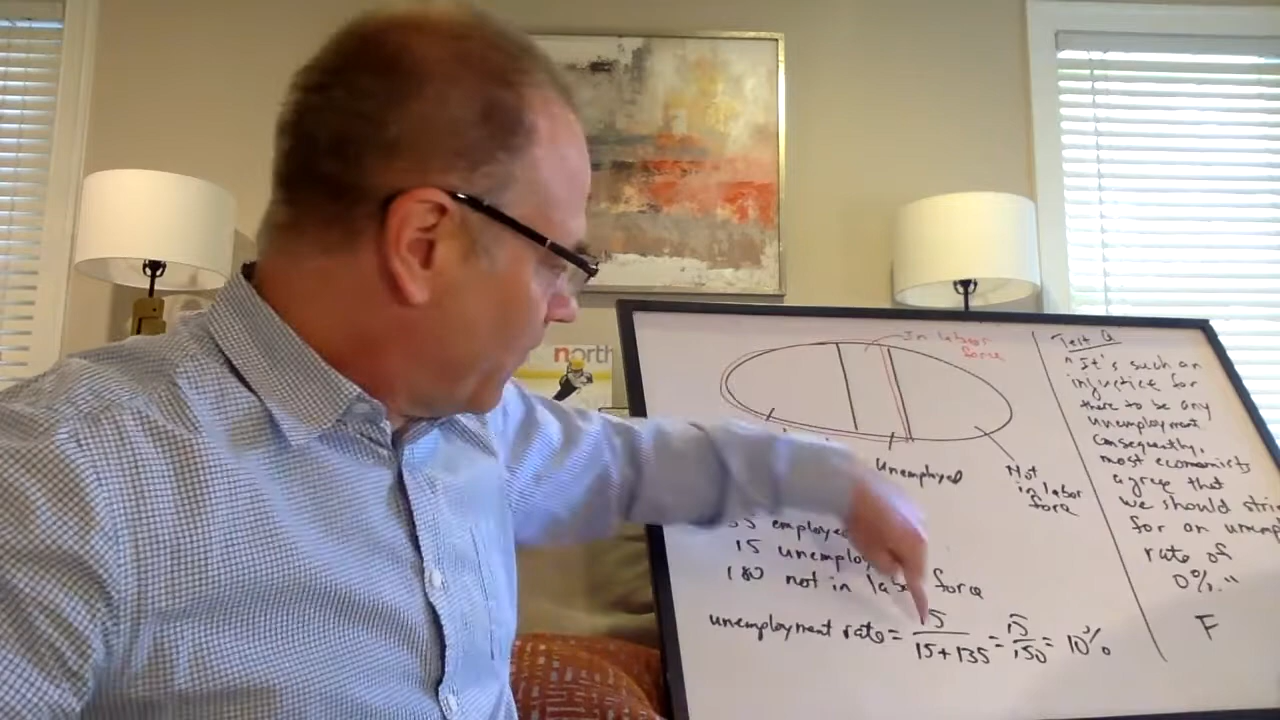 north
In labor
force
Unemployed
Not
in labor
force
employed
15 unemploy
180 not in labor force
unemployment rate = 15 / 15+135 = 15/150 = 10%
Test Q
"It's such an
injustice for
there to be any
unemployment.
Consequently,
most economists
agree that
we should stri
for an unemp
rate of
0%."
F